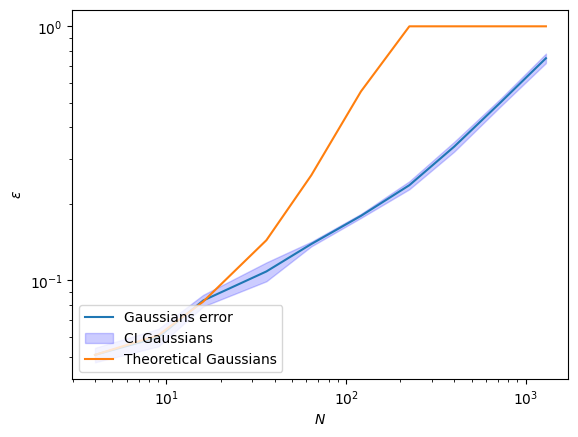 10⁰
10⁻¹
ε
Gaussians error
CI Gaussians
Theoretical Gaussians
10¹ 10² 10³
N